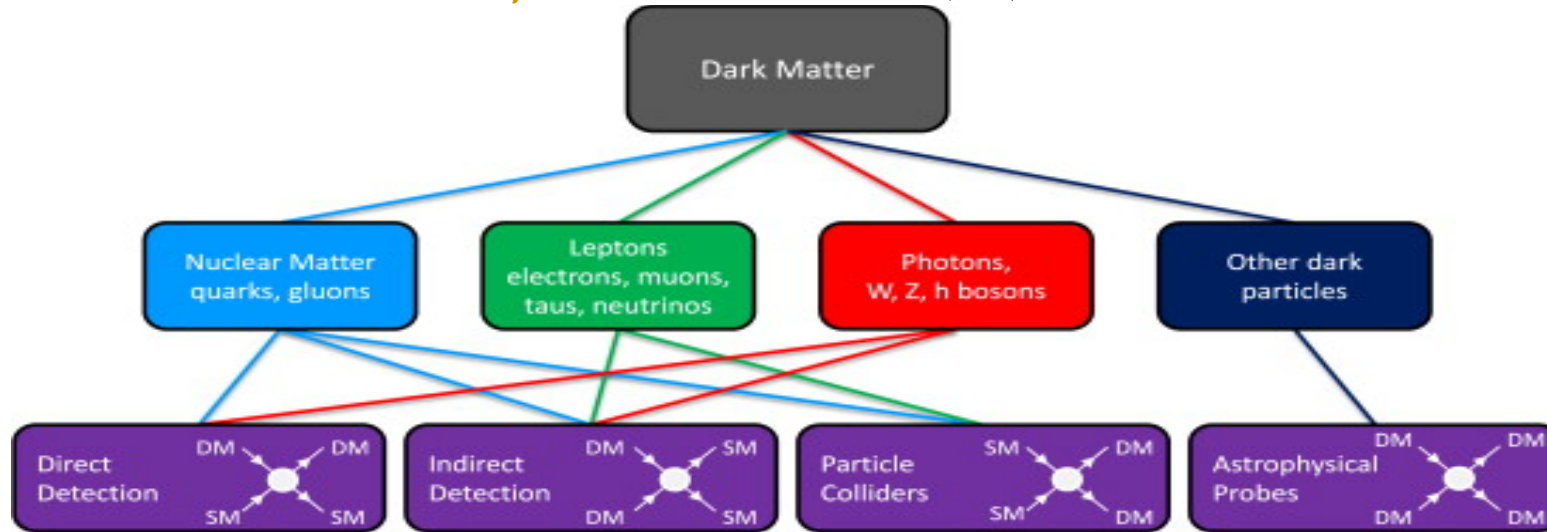 Dark Matter
Nuclear Matter
quarks, gluons
Leptons
electrons, muons,
taus, neutrinos
Photons,
W, Z, h bosons
Other dark
particles
Direct
Detection
DM
DM
SM
SM
Indirect
Detection
DM
SM
DM
SM
Particle
Colliders
SM
DM
SM
DM
Astrophysical
Probes
DM
DM
DM
DM